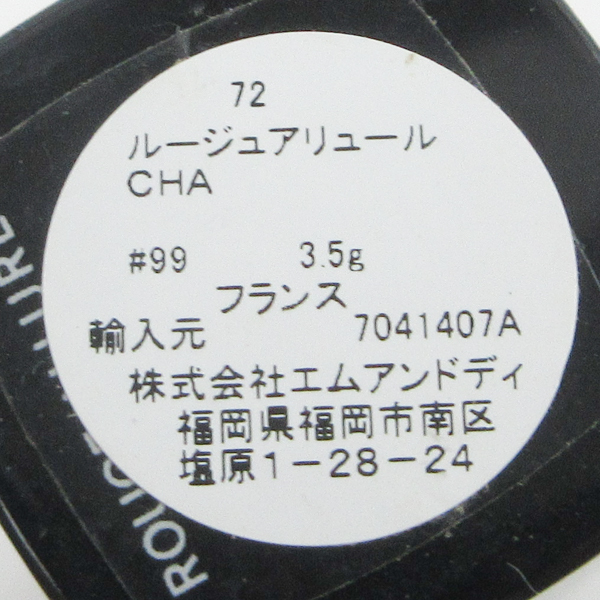 72
ルージュアリュール
CHA
#99 3.5g
フランス
輸入元 7041407A
株式会社エムアンドディ
福岡県福岡市南区
塩原1-28-24
ROUGE